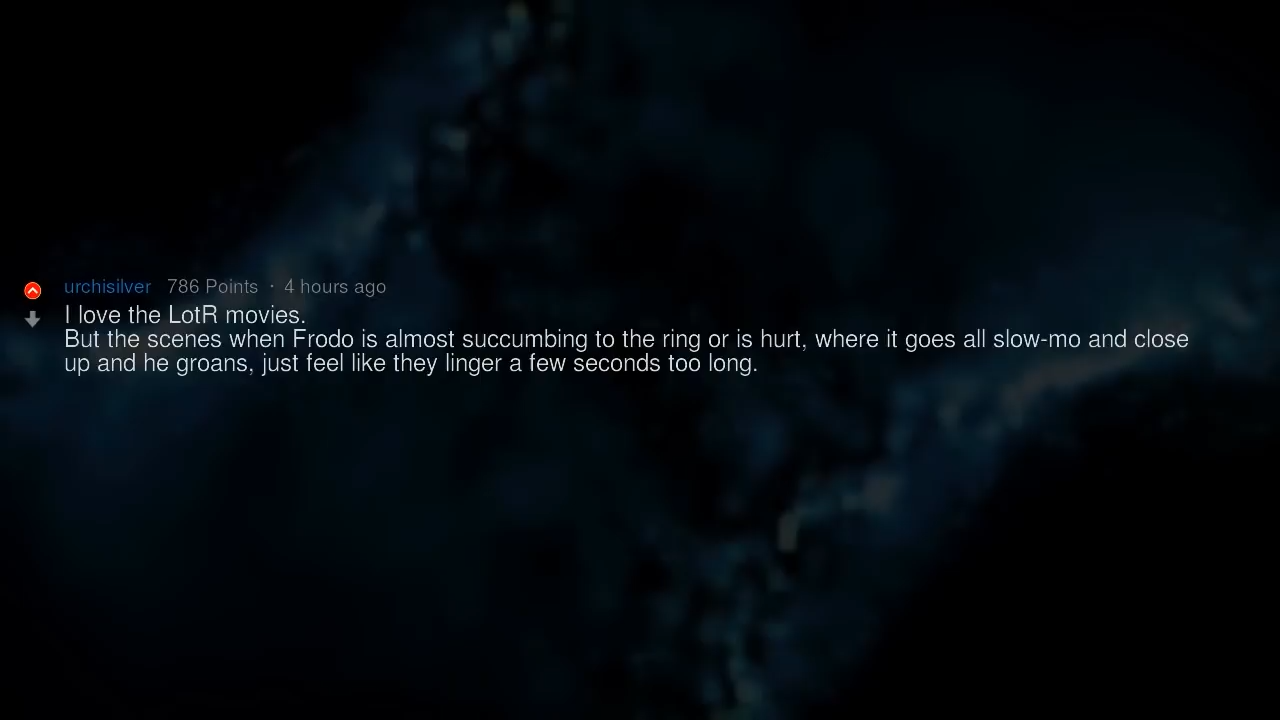 urchisilver 786 Points · 4 hours ago
I love the LotR movies.
But the scenes when Frodo is almost succumbing to the ring or is hurt, where it goes all slow-mo and close
up and he groans, just feel like they linger a few seconds too long.